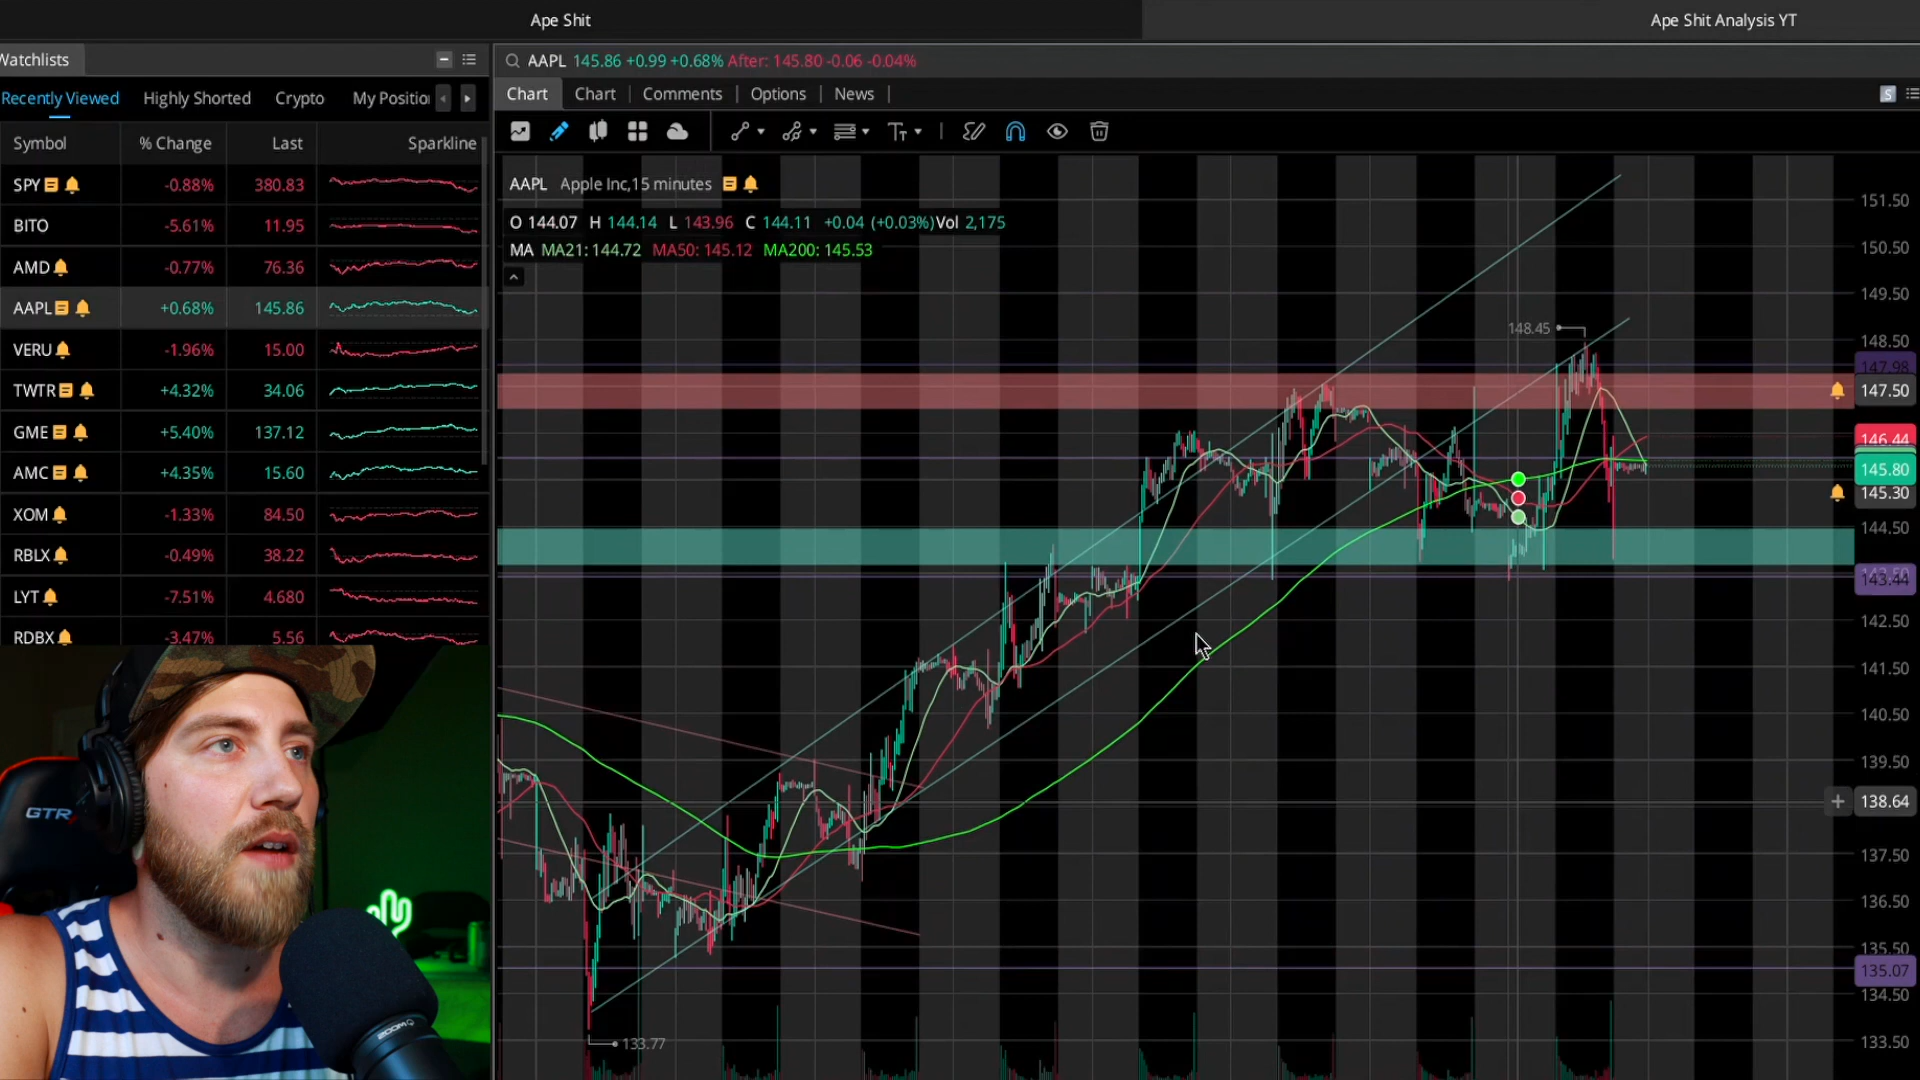 Ape Shit
Ape Shit Analysis YT
Watchlists
AAPL 145.86 +0.99 +0.68% After: 145.80 -0.06 -0.04%
Recently Viewed Highly Shorted Crypto My Position
Chart Chart Comments Options News
S
Symbol % Change Last Sparkline
SPY -0.88% 380.83
BITO -5.61% 11.95
AMD -0.77% 76.36
AAPL +0.68% 145.86
VERU -1.96% 15.00
TWTR +4.32% 34.06
GME +5.40% 137.12
AMC +4.35% 15.60
XOM -1.33% 84.50
RBLX -0.49% 38.22
LYT -7.51% 4.680
RDBX -3.47% 5.56
AAPL Apple Inc,15 minutes
O 144.07 H 144.14 L 143.96 C 144.11 +0.04 (+0.03%) Vol 2,175
MA MA21: 144.72 MA50: 145.12 MA200: 145.53
148.45
133.77
151.50
150.50
149.50
148.50
147.98
147.50
146.44
145.80
145.30
144.50
143.44
142.50
141.50
140.50
139.50
138.64
137.50
136.50
135.50
135.07
134.50
133.50
GTR
ZOOM